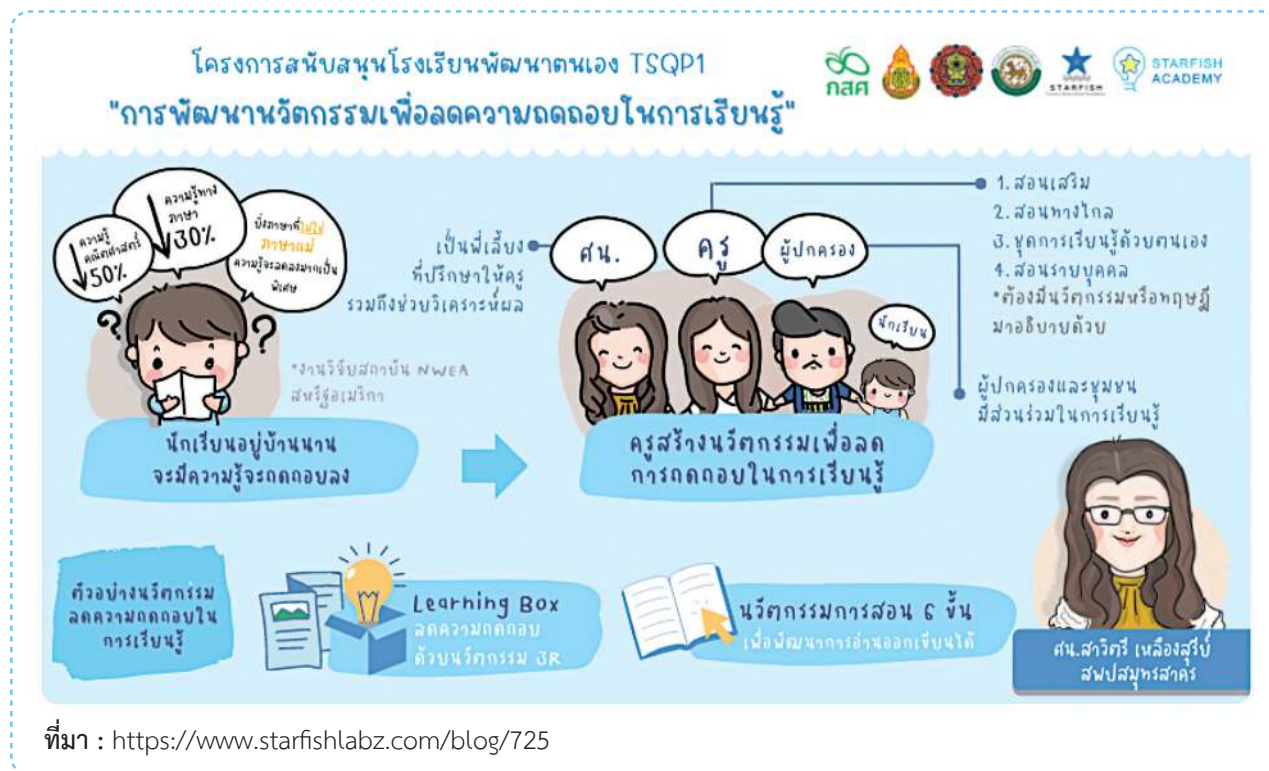 โครงการสนับสนุนโรงเรียนพัฒนาตนเอง TSQP1
"การพัฒนานวัตกรรมเพื่อลดความถดถอยในการเรียนรู้"
กสศ
STARFISH
STARFISH
ACADEMY
ความรู้
คณิตศาสตร์
50%
ความรู้ทาง
ภาษา
30%
ยิ่งภาษาที่ไม่ใช่
ภาษาแม่
ความรู้จะลดลงมากเป็น
พิเศษ
*งานวิจัยสถาบัน NWEA
สหรัฐอเมริกา
นักเรียนอยู่บ้านนาน
จะมีความรู้จะถดถอยลง
เป็นพี่เลี้ยง
ที่ปรึกษาให้ครู
รวมถึงช่วยวิเคราะห์ผล
ศน.
ครู
ผู้ปกครอง
นักเรียน
ครูสร้างนวัตกรรมเพื่อลด
การถดถอยในการเรียนรู้
1. สอนเสริม
2. สอนทางไกล
3. ชุดการเรียนรู้ด้วยตนเอง
4. สอนรายบุคคล
*ต้องมีนวัตกรรมหรือทฤษฎี
มาอธิบายด้วย
ผู้ปกครองและชุมชน
มีส่วนร่วมในการเรียนรู้
ตัวอย่างนวัตกรรม
ลดความถดถอยใน
การเรียนรู้
Learning Box
ลดความถดถอย
ด้วยนวัตกรรม 3R
นวัตกรรมการสอน 6 ขั้น
เพื่อพัฒนาการอ่านออกเขียนได้
ศน.สาวิตรี เหลืองสุรีย์
สพปสมุทรสาคร
ที่มา : https://www.starfishlabz.com/blog/725